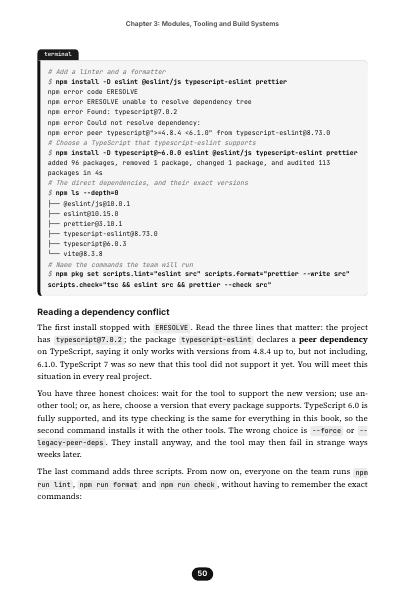 Chapter 3: Modules, Tooling and Build Systems
terminal
# Add a linter and a formatter
$ npm install -D eslint @eslint/js typescript-eslint prettier
npm error code ERESOLVE
npm error ERESOLVE unable to resolve dependency tree
npm error Found: typescript@7.0.2
npm error Could not resolve dependency:
npm error peer typescript@">=4.8.4 <6.1.0" from typescript-eslint@8.73.0
# Choose a TypeScript that typescript-eslint supports
$ npm install -D typescript@~6.0.0 eslint @eslint/js typescript-eslint prettier
added 96 packages, removed 1 package, changed 1 package, and audited 113
packages in 4s
# The direct dependencies, and their exact versions
$ npm ls --depth=0
├── @eslint/js@10.0.1
├── eslint@10.15.0
├── prettier@3.10.1
├── typescript-eslint@8.73.0
├── typescript@6.0.3
└── vite@8.3.8
# Name the commands the team will run
$ npm pkg set scripts.lint="eslint src" scripts.format="prettier --write src"
scripts.check="tsc && eslint src && prettier --check src"
Reading a dependency conflict
The first install stopped with ERESOLVE. Read the three lines that matter: the project
has typescript@7.0.2; the package typescript-eslint declares a peer dependency
on TypeScript, saying it only works with versions from 4.8.4 up to, but not including,
6.1.0. TypeScript 7 was so new that this tool did not support it yet. You will meet this
situation in every real project.
You have three honest choices: wait for the tool to support the new version; use an-
other tool; or, as here, choose a version that every package supports. TypeScript 6.0 is
fully supported, and its type checking is the same for everything in this book, so the
second command installs it with the other tools. The wrong choice is --force or --
legacy-peer-deps. They install anyway, and the tool may then fail in strange ways
weeks later.
The last command adds three scripts. From now on, everyone on the team runs npm
run lint, npm run format and npm run check, without having to remember the exact
commands:
50